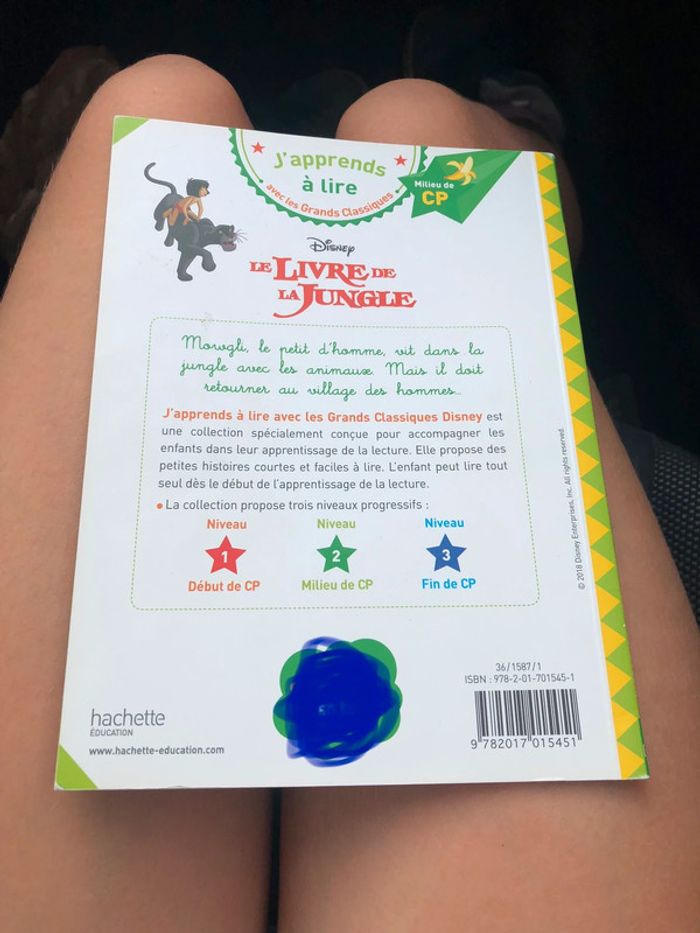 J'apprends
à lire
avec les Grands Classiques
Milieu de
CP
Disney
LE LIVRE DE
LA JUNGLE
Mowgli, le petit d'homme, vit dans la
jungle avec les animaux. Mais il doit
retourner au village des hommes...
J'apprends à lire avec les Grands Classiques Disney est
une collection spécialement conçue pour accompagner les
enfants dans leur apprentissage de la lecture. Elle propose des
petites histoires courtes et faciles à lire. L'enfant peut lire tout
seul dès le début de l'apprentissage de la lecture.
• La collection propose trois niveaux progressifs :
Niveau Niveau Niveau
1 2 3
Début de CP Milieu de CP Fin de CP
© 2018 Disney Enterprises, Inc. All rights reserved.
36/1587/1
ISBN : 978-2-01-701545-1
9 782017 015451
hachette
ÉDUCATION
www.hachette-education.com